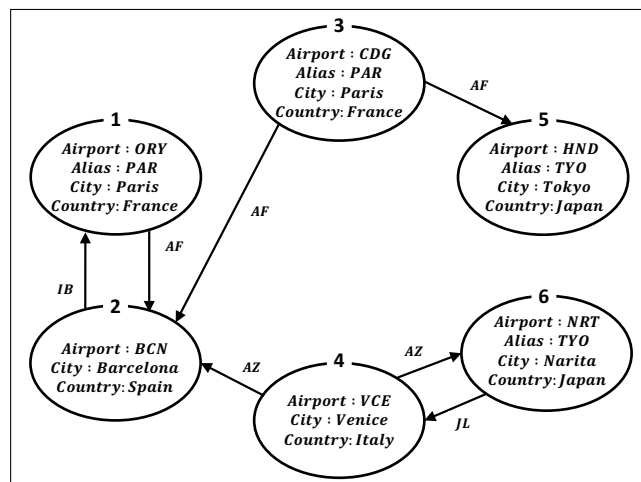 3
Airport : CDG
Alias : PAR
City : Paris
Country: France
AF
1
Airport : ORY
Alias : PAR
City : Paris
Country: France
5
Airport : HND
Alias : TYO
City : Tokyo
Country: Japan
AF
AF
IB
2
Airport : BCN
City : Barcelona
Country: Spain
AZ
4
Airport : VCE
City : Venice
Country: Italy
AZ
6
Airport : NRT
Alias : TYO
City : Narita
Country: Japan
JL